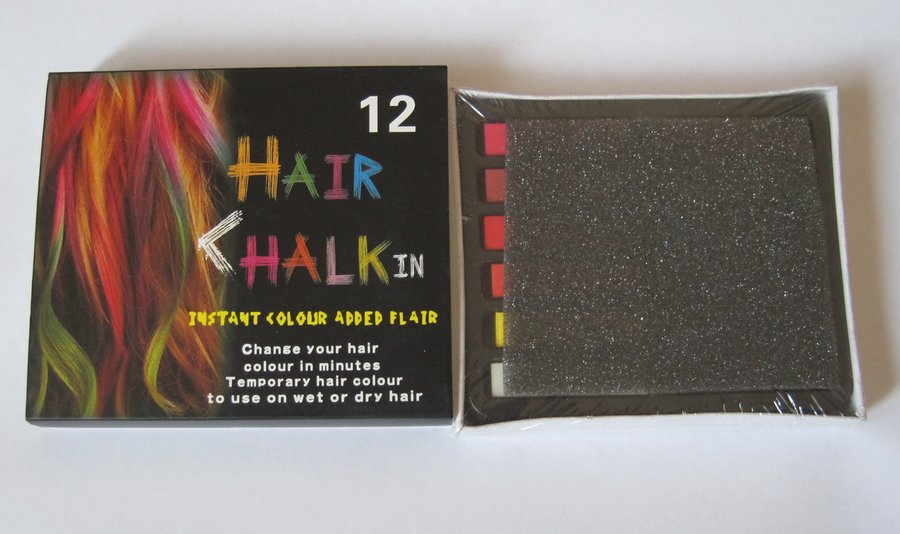 12
HAIR
CHALKIN
INSTANT COLOUR ADDED FLAIR
Change your hair
colour in minutes
Temporary hair colour
to use on wet or dry hair